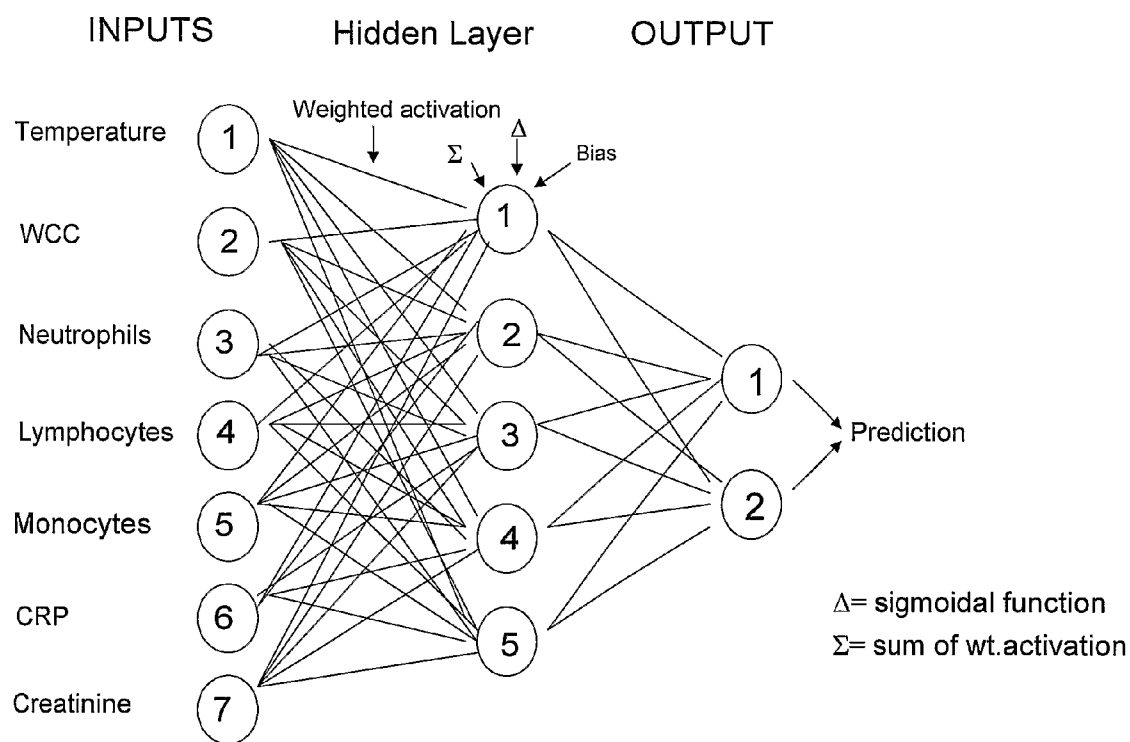 INPUTS
Hidden Layer
OUTPUT
Weighted activation
Δ
Σ
Bias
Temperature
1
WCC
2
Neutrophils
3
Lymphocytes
4
Monocytes
5
CRP
6
Creatinine
7
1
2
3
4
5
1
2
Prediction
Δ= sigmoidal function
Σ= sum of wt.activation